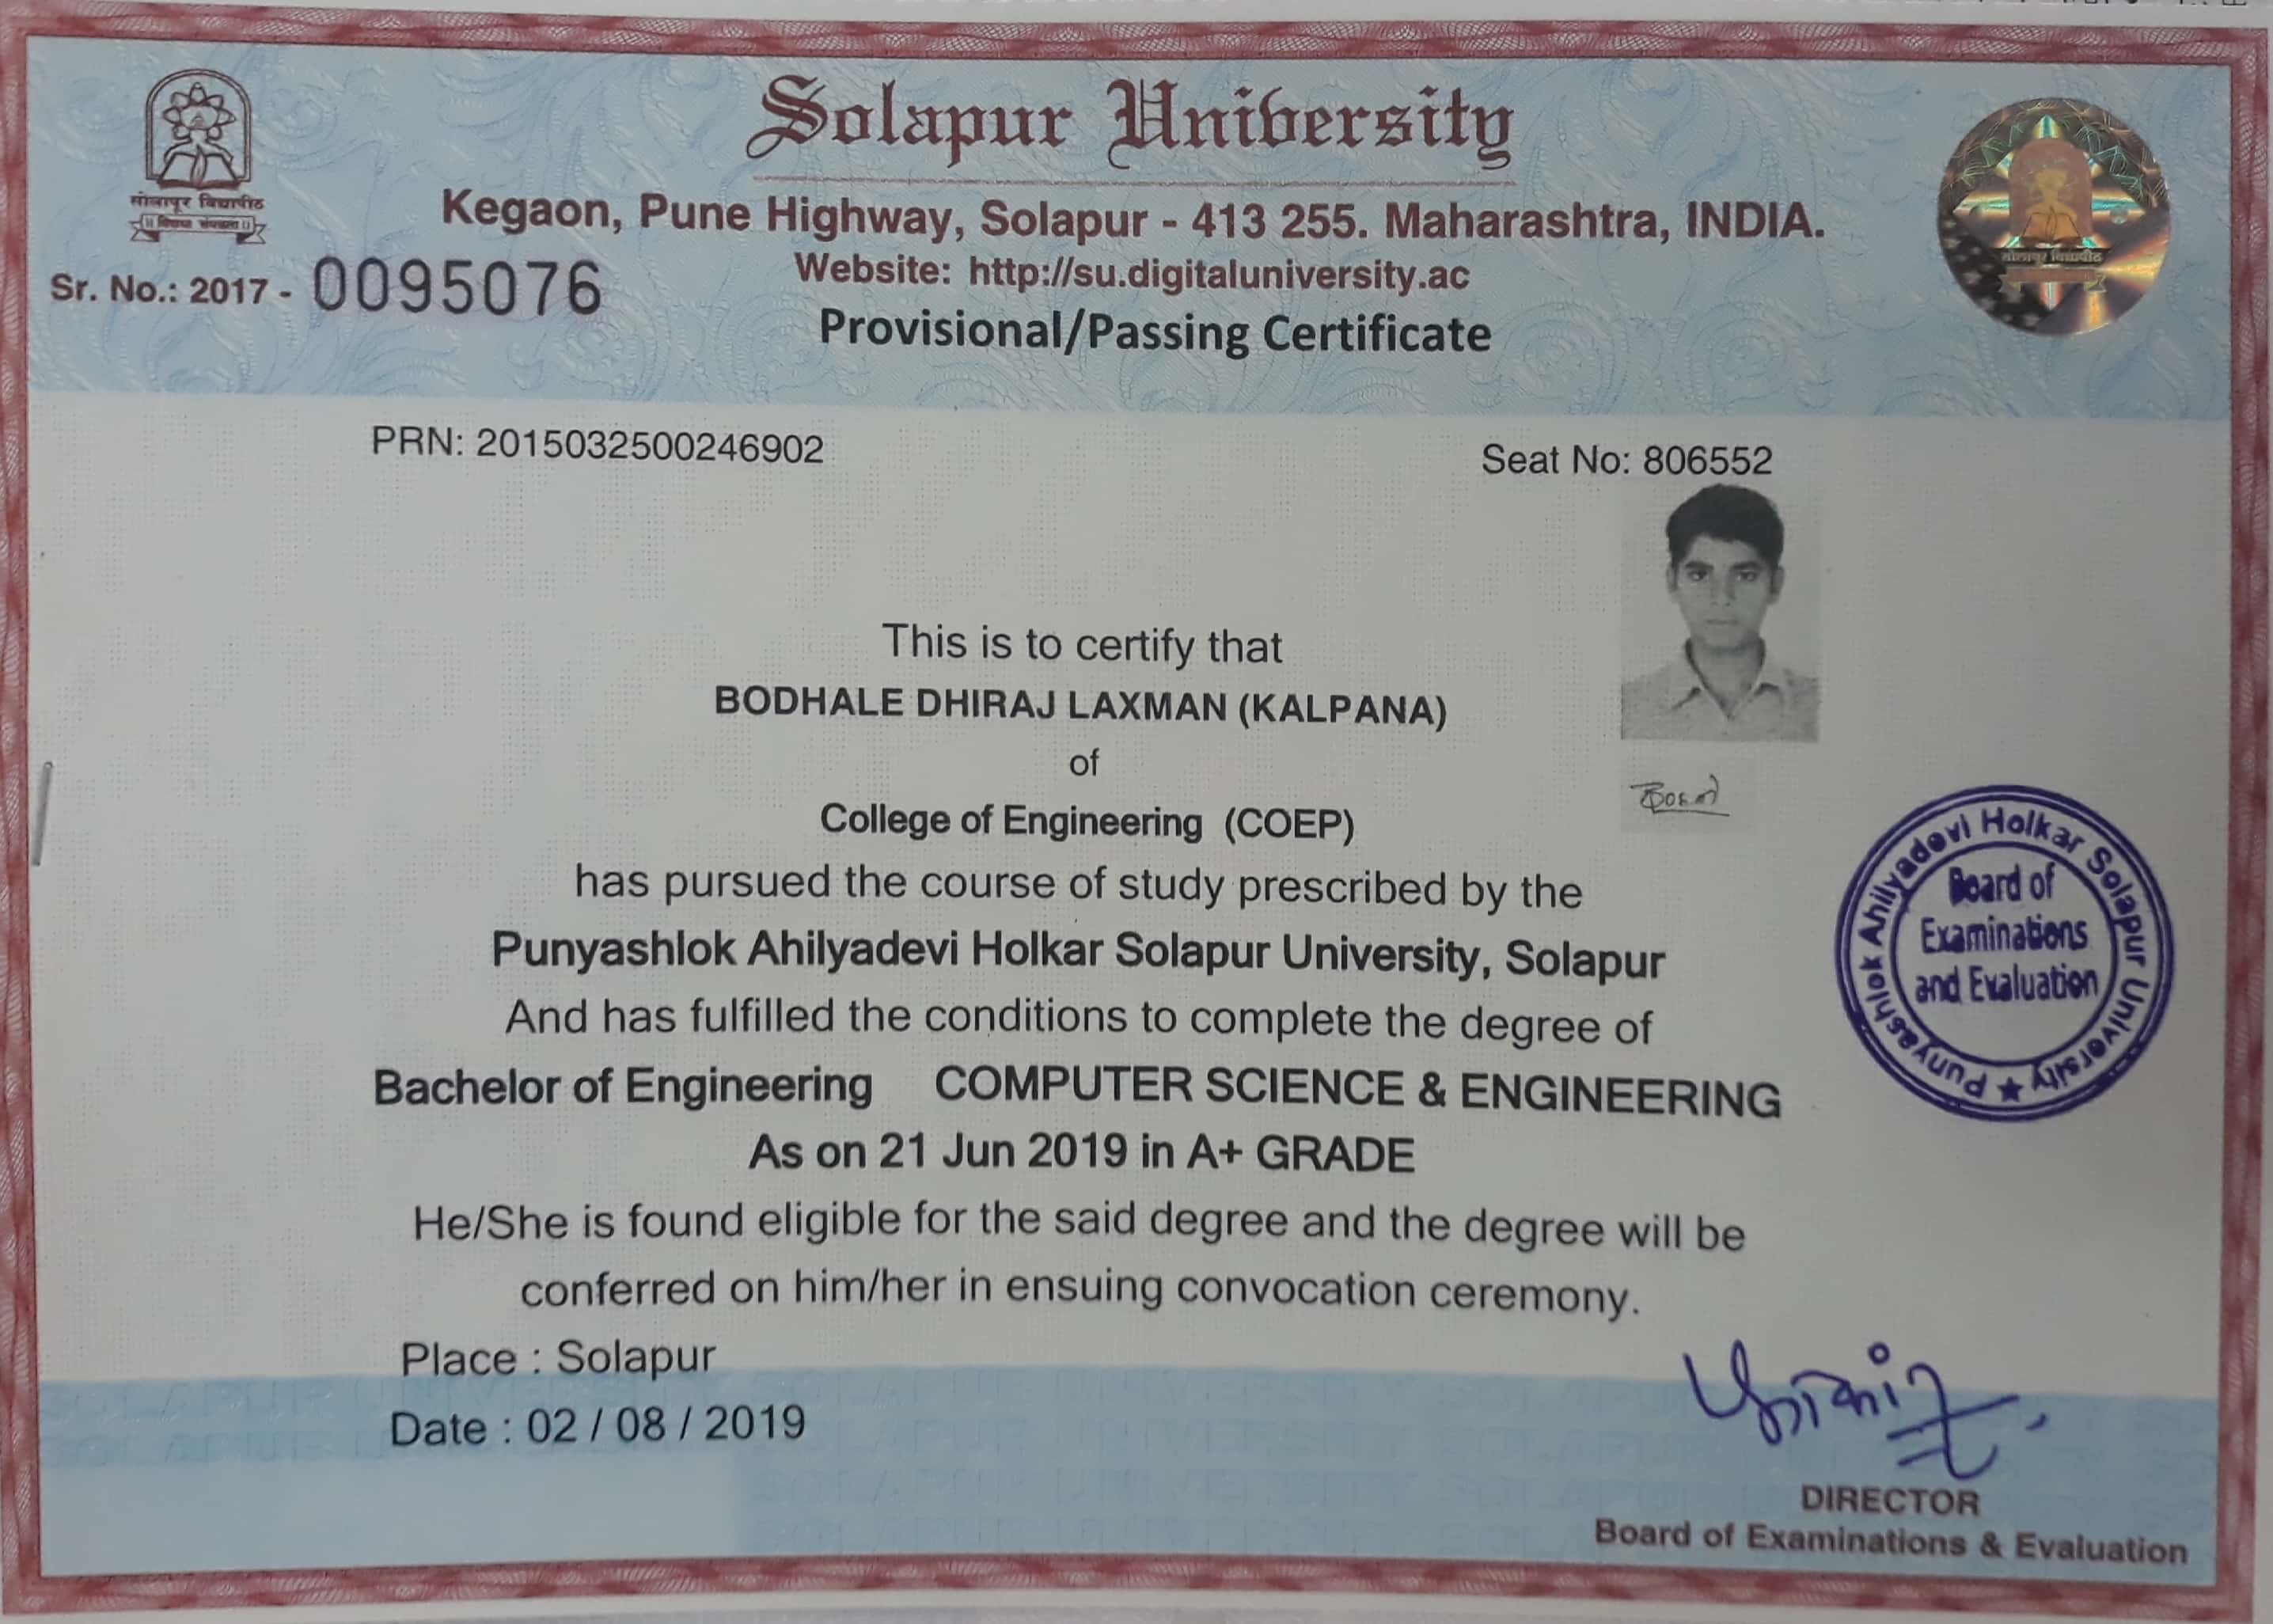 Solapur University
Kegaon, Pune Highway, Solapur - 413 255. Maharashtra, INDIA.
Website: http://su.digitaluniversity.ac
Provisional/Passing Certificate
सोलापूर विद्यापीठ
॥ विद्यया संपन्नता ॥
Sr. No.: 2017 - 0095076
सोलापूर विद्यापीठ
PRN: 2015032500246902
Seat No: 806552
This is to certify that
BODHALE DHIRAJ LAXMAN (KALPANA)
of
College of Engineering (COEP)
has pursued the course of study prescribed by the
Punyashlok Ahilyadevi Holkar Solapur University, Solapur
And has fulfilled the conditions to complete the degree of
Bachelor of Engineering COMPUTER SCIENCE & ENGINEERING
As on 21 Jun 2019 in A+ GRADE
He/She is found eligible for the said degree and the degree will be
conferred on him/her in ensuing convocation ceremony.
Punyashlok Ahilyadevi Holkar Solapur University ★
Board of
Examinations
and Evaluation
Place : Solapur
Date : 02 / 08 / 2019
DIRECTOR
Board of Examinations & Evaluation